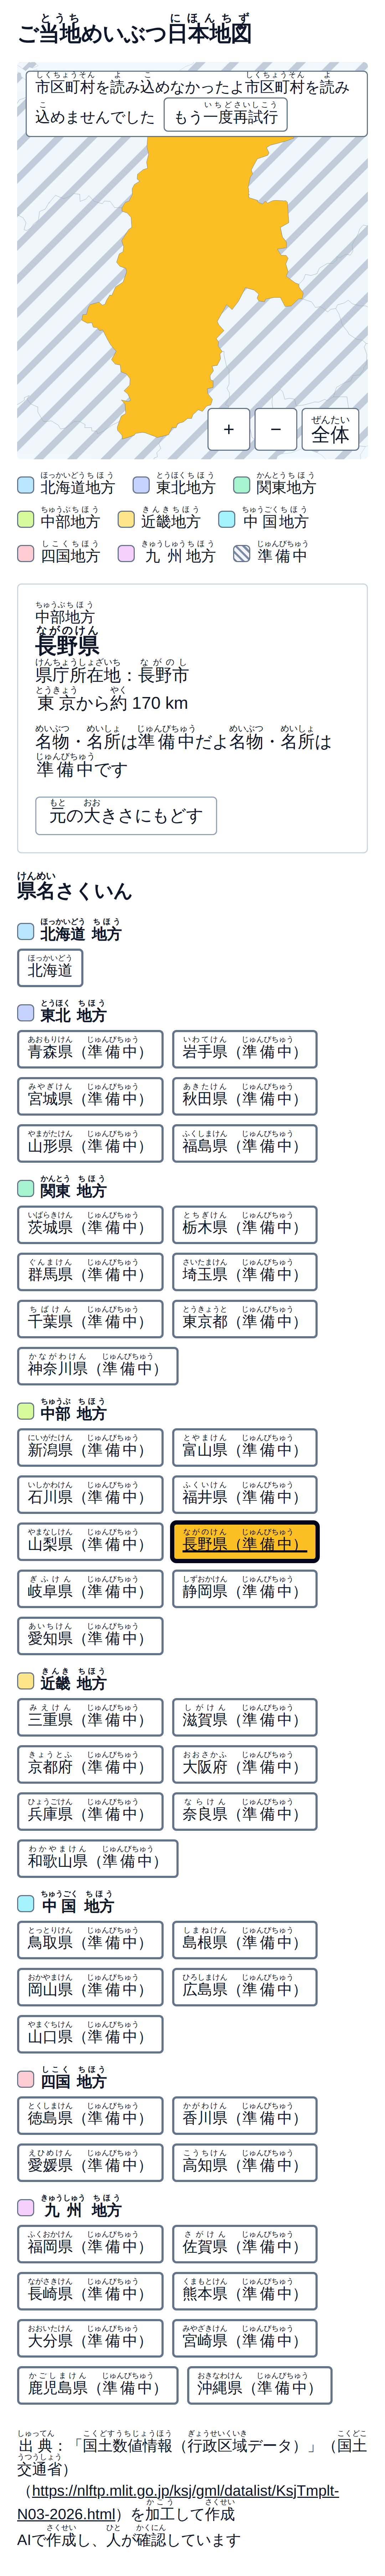 ご当地めいぶつ日本地図
市区町村を読み込めなかったよ市区町村を読み
込めませんでした もう一度再試行
+ − 全体
北海道地方 東北地方 関東地方
中部地方 近畿地方 中国地方
四国地方 九州地方 準備中
中部地方
長野県
県庁所在地：長野市
東京から約 170 km
名物・名所は準備中だよ名物・名所は
準備中です
元の大きさにもどす
県名さくいん
北海道 地方
北海道
東北 地方
青森県（準備中） 岩手県（準備中）
宮城県（準備中） 秋田県（準備中）
山形県（準備中） 福島県（準備中）
関東 地方
茨城県（準備中） 栃木県（準備中）
群馬県（準備中） 埼玉県（準備中）
千葉県（準備中） 東京都（準備中）
神奈川県（準備中）
中部 地方
新潟県（準備中） 富山県（準備中）
石川県（準備中） 福井県（準備中）
山梨県（準備中） 長野県（準備中）
岐阜県（準備中） 静岡県（準備中）
愛知県（準備中）
近畿 地方
三重県（準備中） 滋賀県（準備中）
京都府（準備中） 大阪府（準備中）
兵庫県（準備中） 奈良県（準備中）
和歌山県（準備中）
中国 地方
鳥取県（準備中） 島根県（準備中）
岡山県（準備中） 広島県（準備中）
山口県（準備中）
四国 地方
徳島県（準備中） 香川県（準備中）
愛媛県（準備中） 高知県（準備中）
九州 地方
福岡県（準備中） 佐賀県（準備中）
長崎県（準備中） 熊本県（準備中）
大分県（準備中） 宮崎県（準備中）
鹿児島県（準備中） 沖縄県（準備中）
出典：「国土数値情報（行政区域データ）」（国土
交通省）
（https://nlftp.mlit.go.jp/ksj/gml/datalist/KsjTmplt-
N03-2026.html）を加工して作成
AIで作成し、人が確認しています